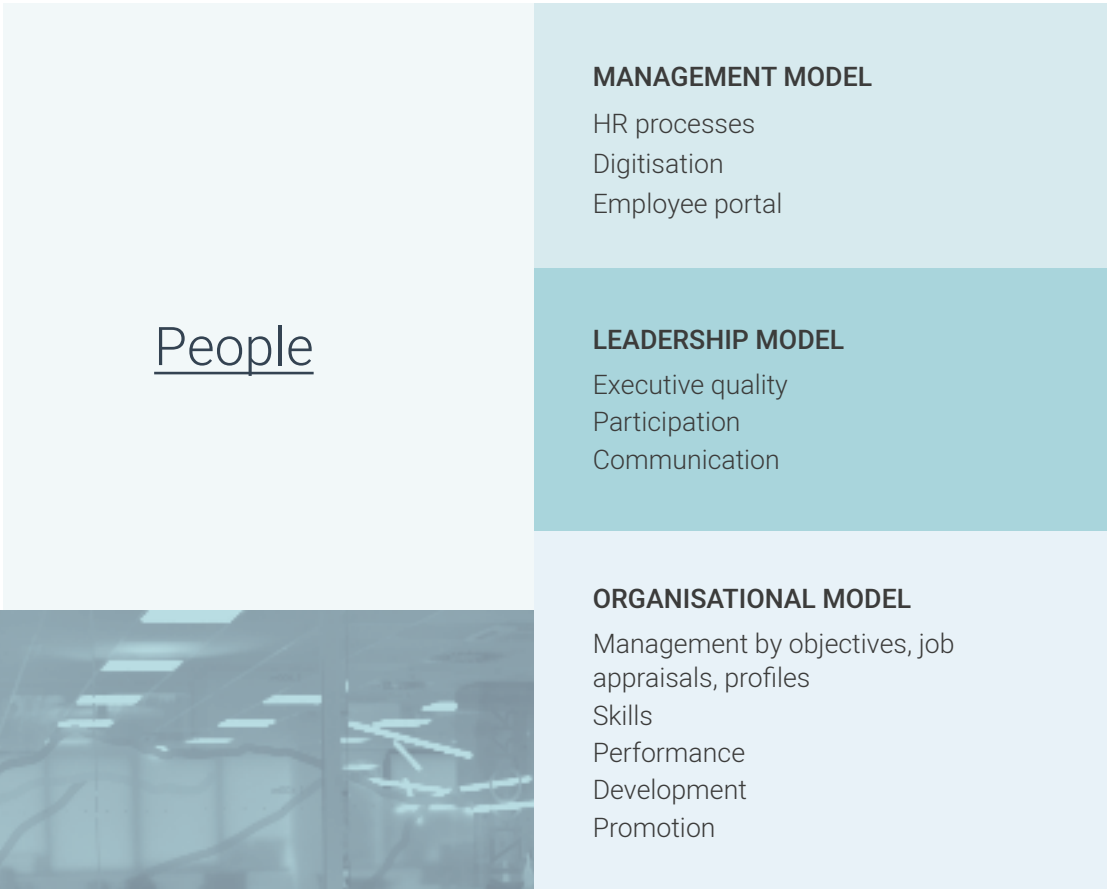 People
MANAGEMENT MODEL
HR processes
Digitisation
Employee portal
LEADERSHIP MODEL
Executive quality
Participation
Communication
ORGANISATIONAL MODEL
Management by objectives, job
appraisals, profiles
Skills
Performance
Development
Promotion